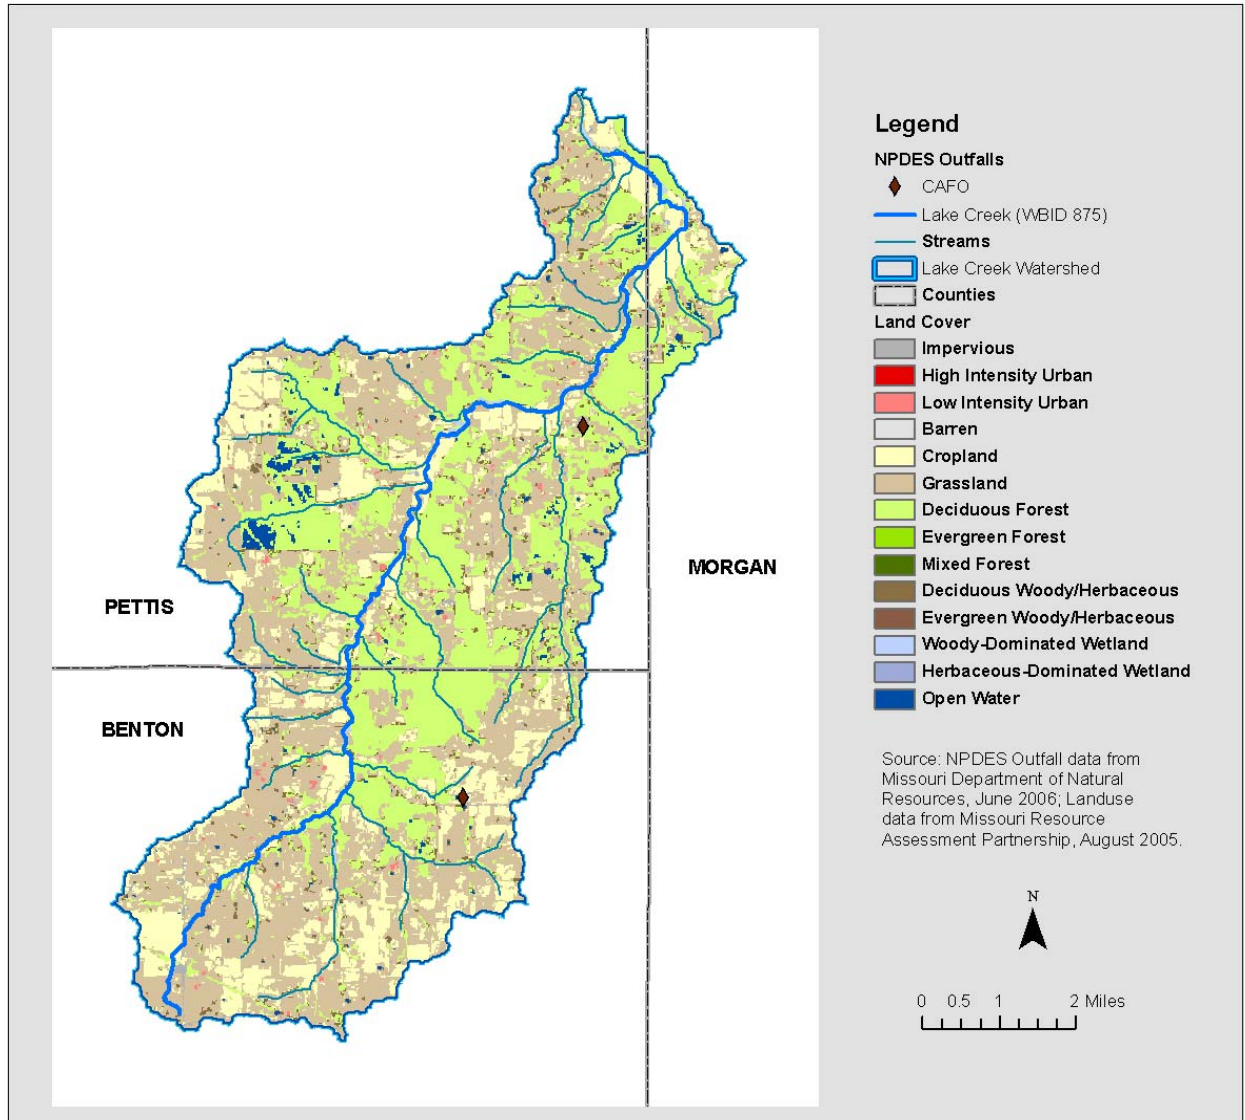 Legend
NPDES Outfalls
CAFO
Lake Creek (WBID 875)
Streams
Lake Creek Watershed
Counties
Land Cover
Impervious
High Intensity Urban
Low Intensity Urban
Barren
Cropland
Grassland
Deciduous Forest
Evergreen Forest
Mixed Forest
Deciduous Woody/Herbaceous
Evergreen Woody/Herbaceous
Woody-Dominated Wetland
Herbaceous-Dominated Wetland
Open Water
MORGAN
PETTIS
BENTON
Source: NPDES Outfall data from
Missouri Department of Natural
Resources, June 2006; Landuse
data from Missouri Resource
Assessment Partnership, August 2005.
N
0 0.5 1 2 Miles